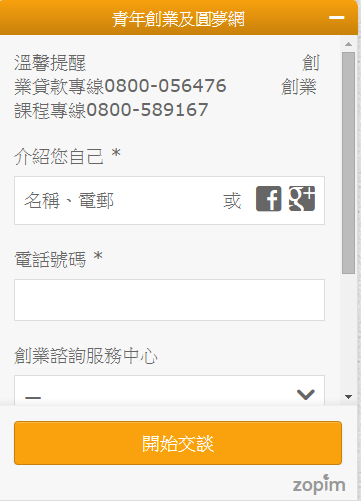 青年創業及圓夢網
溫馨提醒 創
業貸款專線0800-056476 創業
課程專線0800-589167
介紹您自己 *
名稱、電郵 或 f g+
電話號碼 *
創業諮詢服務中心
—
開始交談
zopim